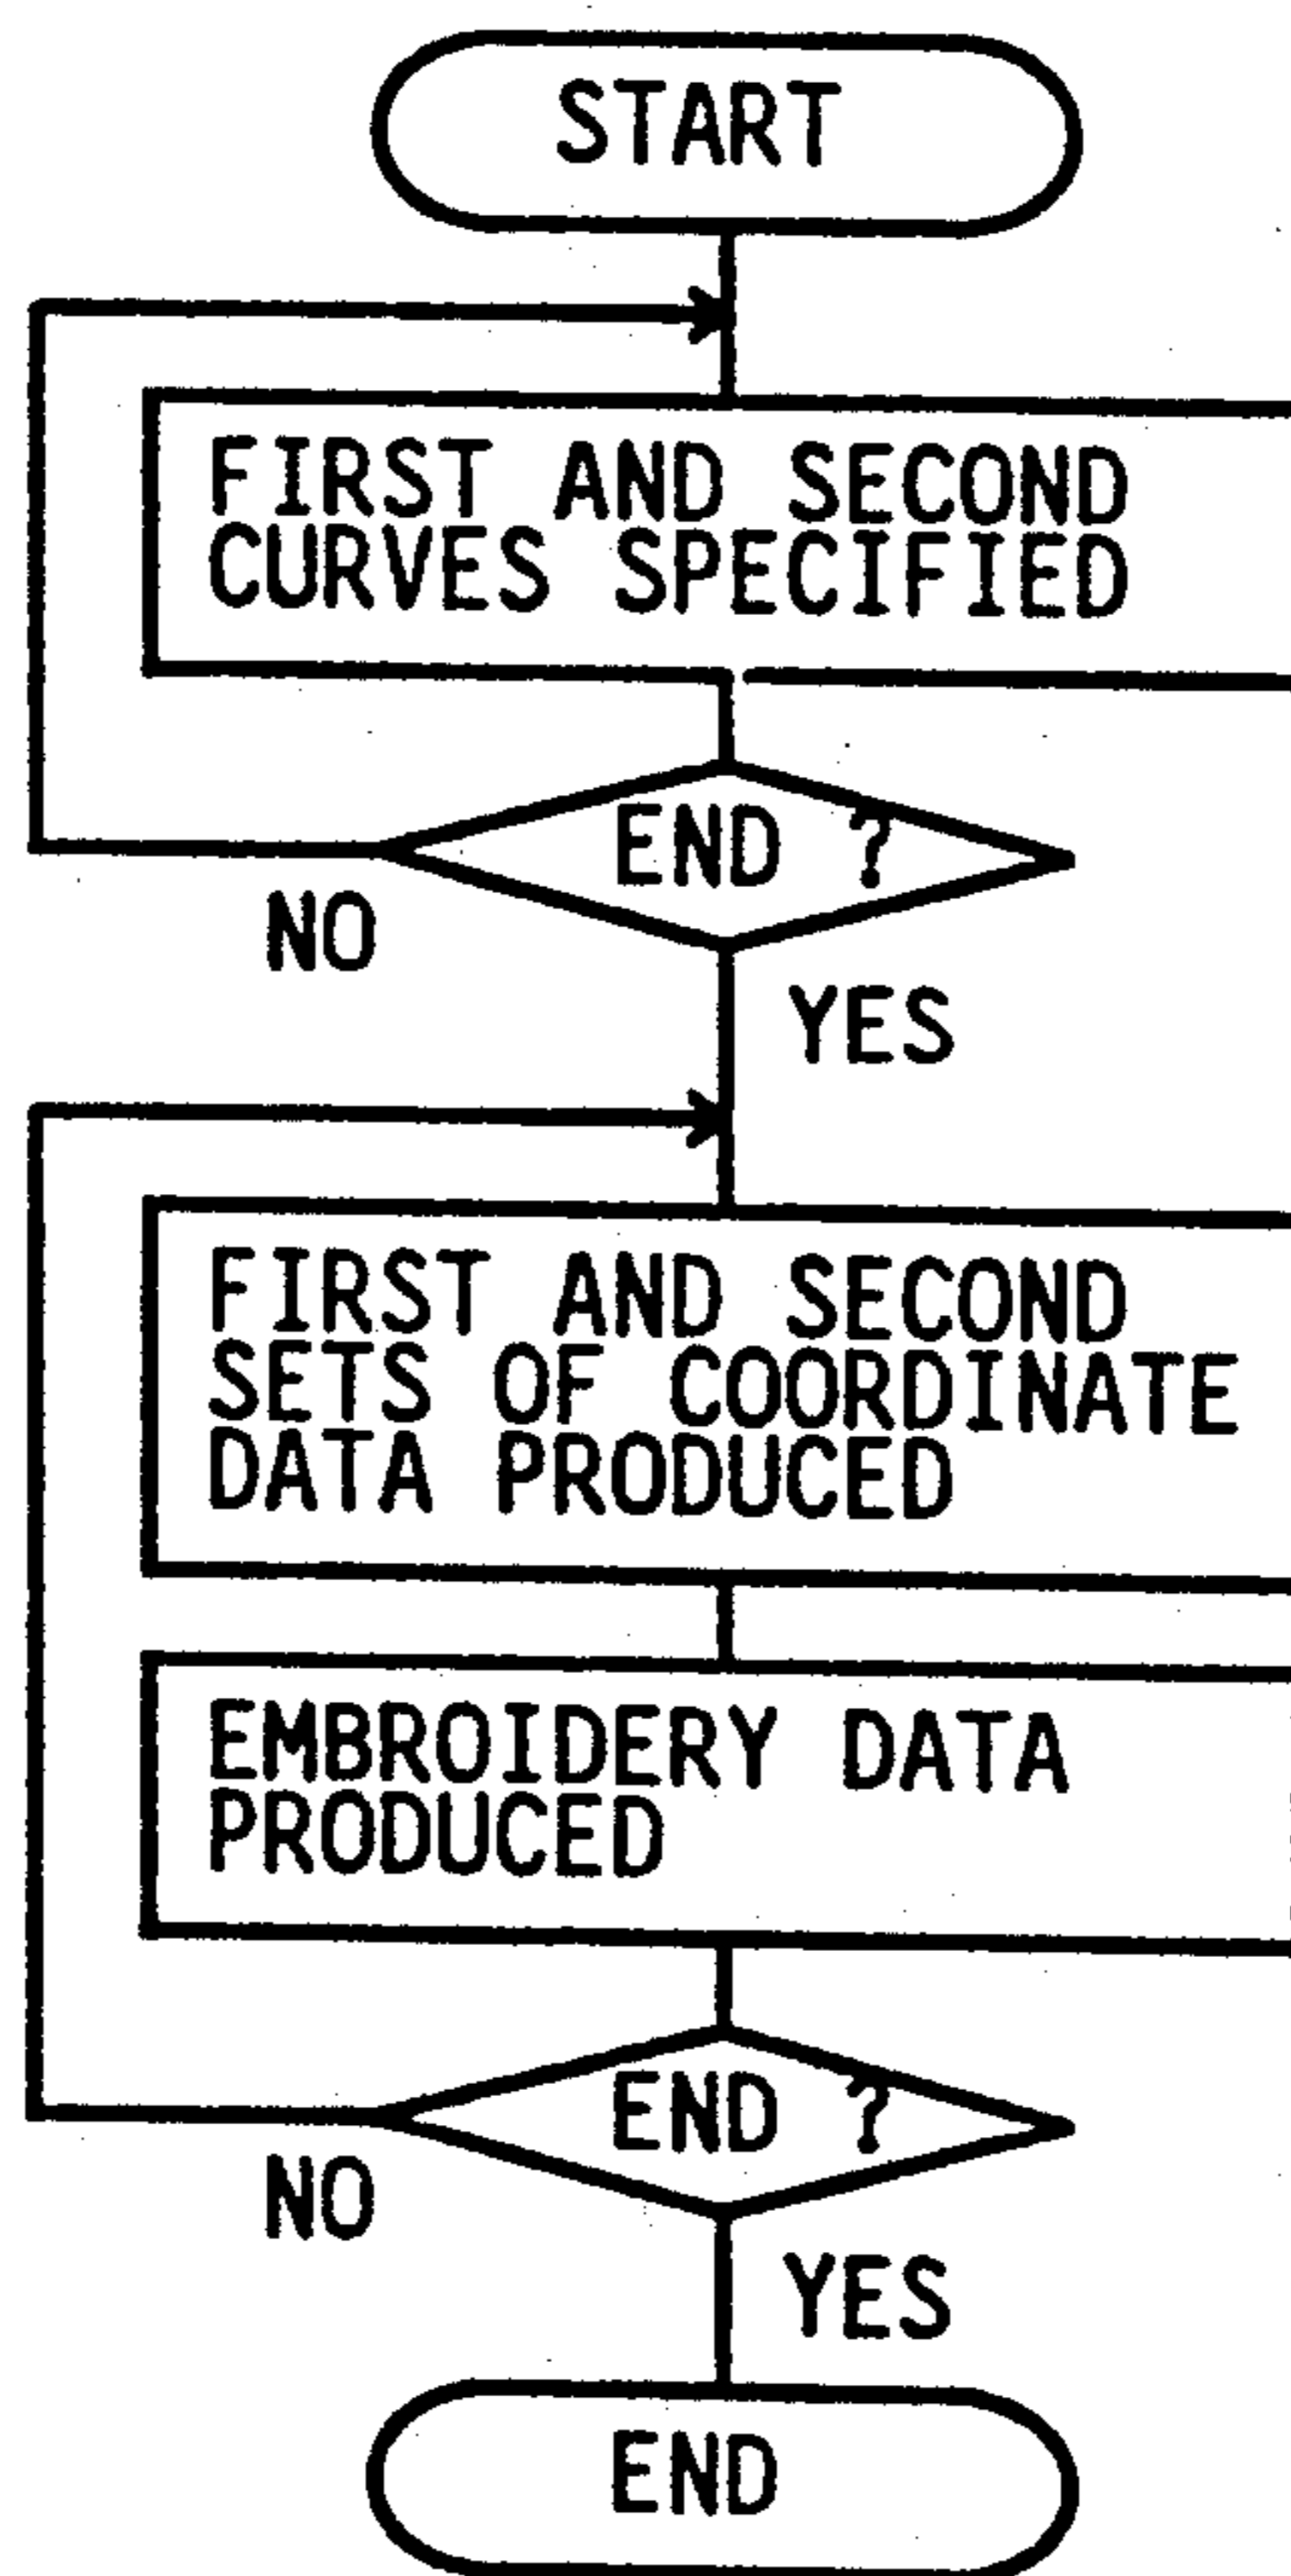 START
FIRST AND SECOND
CURVES SPECIFIED
END ?
NO
YES
FIRST AND SECOND
SETS OF COORDINATE
DATA PRODUCED
EMBROIDERY DATA
PRODUCED
END ?
NO
YES
END